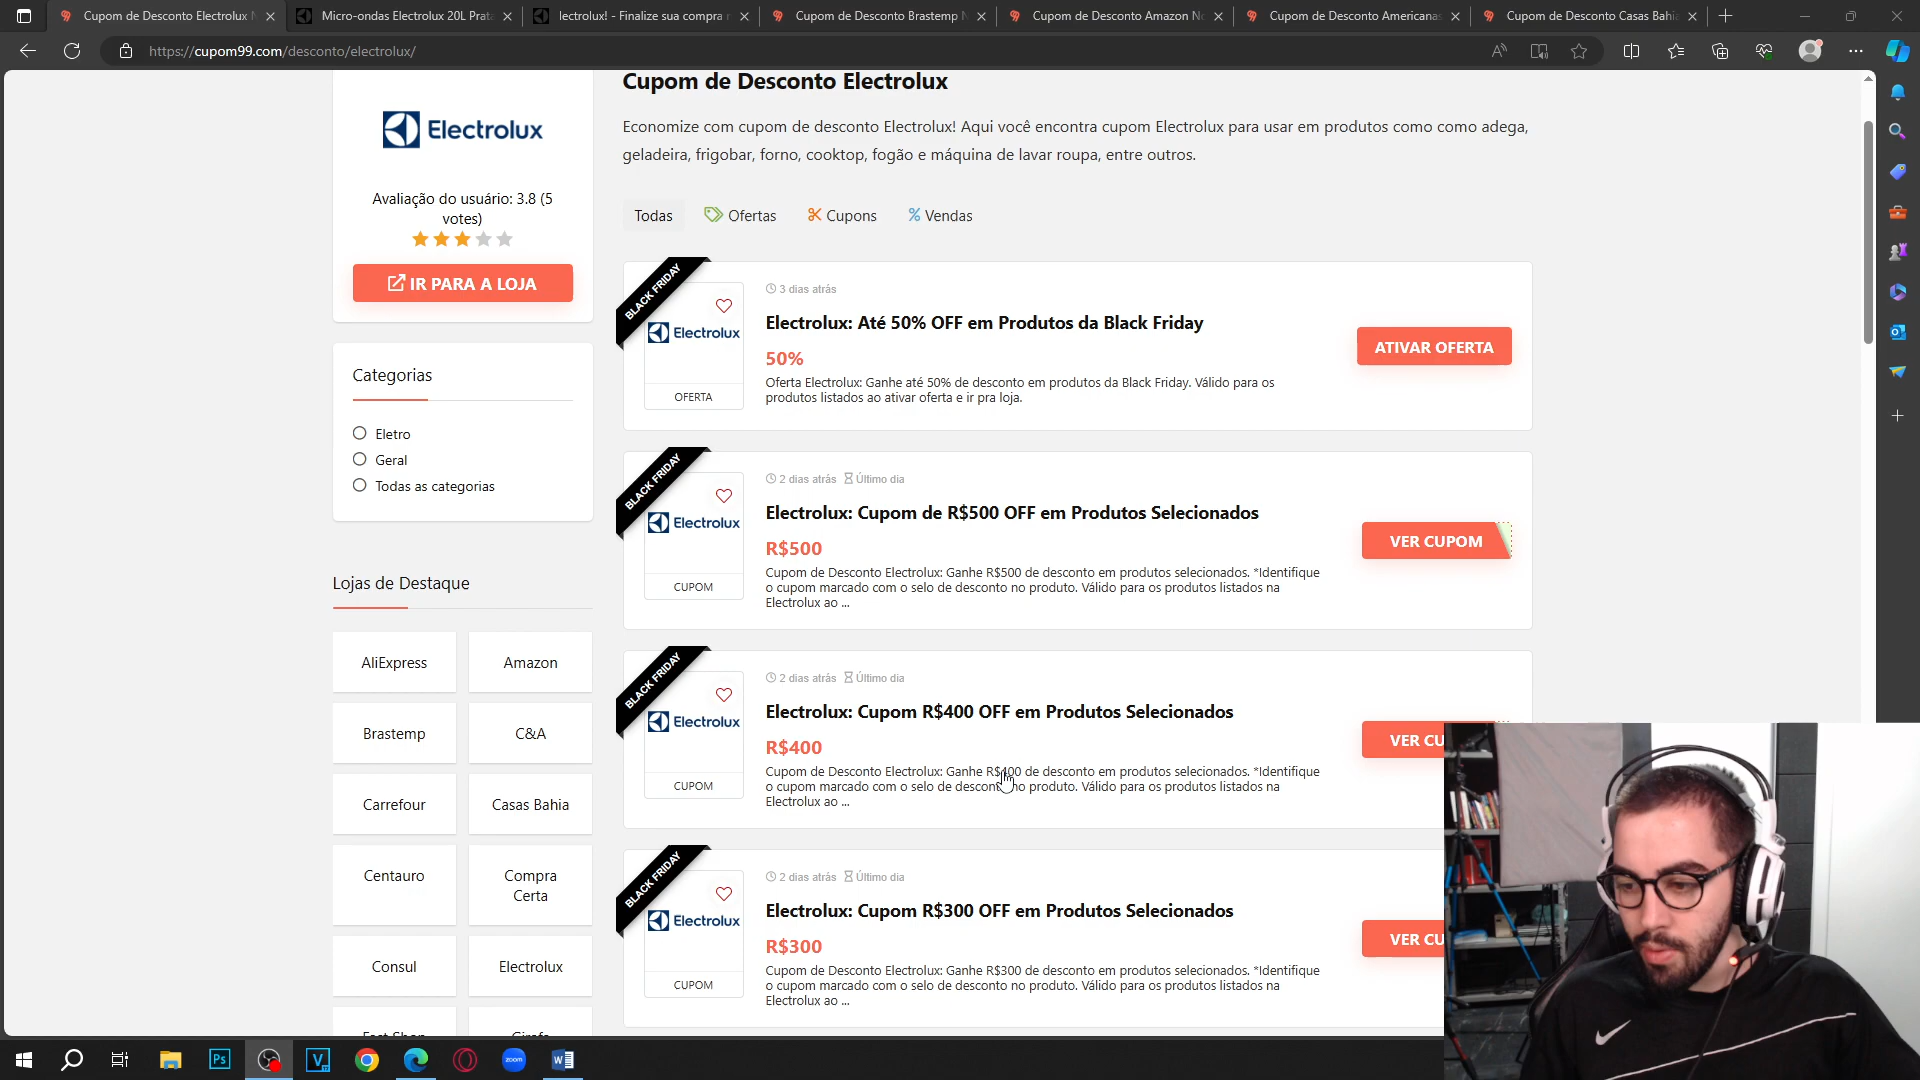 Cupom de Desconto Electrolux N
Micro-ondas Electrolux 20L Prata
lectrolux! - Finalize sua compra
Cupom de Desconto Brastemp N
Cupom de Desconto Amazon No
Cupom de Desconto Americanas
Cupom de Desconto Casas Bahi
https://cupom99.com/desconto/electrolux/
Electrolux
Avaliação do usuário: 3.8 (5
votes)
IR PARA A LOJA
Categorias
Eletro
Geral
Todas as categorias
Lojas de Destaque
AliExpress
Amazon
Brastemp
C&A
Carrefour
Casas Bahia
Centauro
Compra
Certa
Consul
Electrolux
Cupom de Desconto Electrolux
Economize com cupom de desconto Electrolux! Aqui você encontra cupom Electrolux para usar em produtos como como adega,
geladeira, frigobar, forno, cooktop, fogão e máquina de lavar roupa, entre outros.
Todas
Ofertas
Cupons
Vendas
BLACK FRIDAY
Electrolux
OFERTA
3 dias atrás
Electrolux: Até 50% OFF em Produtos da Black Friday
50%
Oferta Electrolux: Ganhe até 50% de desconto em produtos da Black Friday. Válido para os
produtos listados ao ativar oferta e ir pra loja.
ATIVAR OFERTA
BLACK FRIDAY
Electrolux
CUPOM
2 dias atrás Último dia
Electrolux: Cupom de R$500 OFF em Produtos Selecionados
R$500
Cupom de Desconto Electrolux: Ganhe R$500 de desconto em produtos selecionados. *Identifique
o cupom marcado com o selo de desconto no produto. Válido para os produtos listados na
Electrolux ao ...
VER CUPOM
BLACK FRIDAY
Electrolux
CUPOM
2 dias atrás Último dia
Electrolux: Cupom R$400 OFF em Produtos Selecionados
R$400
Cupom de Desconto Electrolux: Ganhe R$400 de desconto em produtos selecionados. *Identifique
o cupom marcado com o selo de desconto no produto. Válido para os produtos listados na
Electrolux ao ...
VER CU
BLACK FRIDAY
Electrolux
CUPOM
2 dias atrás Último dia
Electrolux: Cupom R$300 OFF em Produtos Selecionados
R$300
Cupom de Desconto Electrolux: Ganhe R$300 de desconto em produtos selecionados. *Identifique
o cupom marcado com o selo de desconto no produto. Válido para os produtos listados na
Electrolux ao ...
VER CU
Ps
V
zoom
W